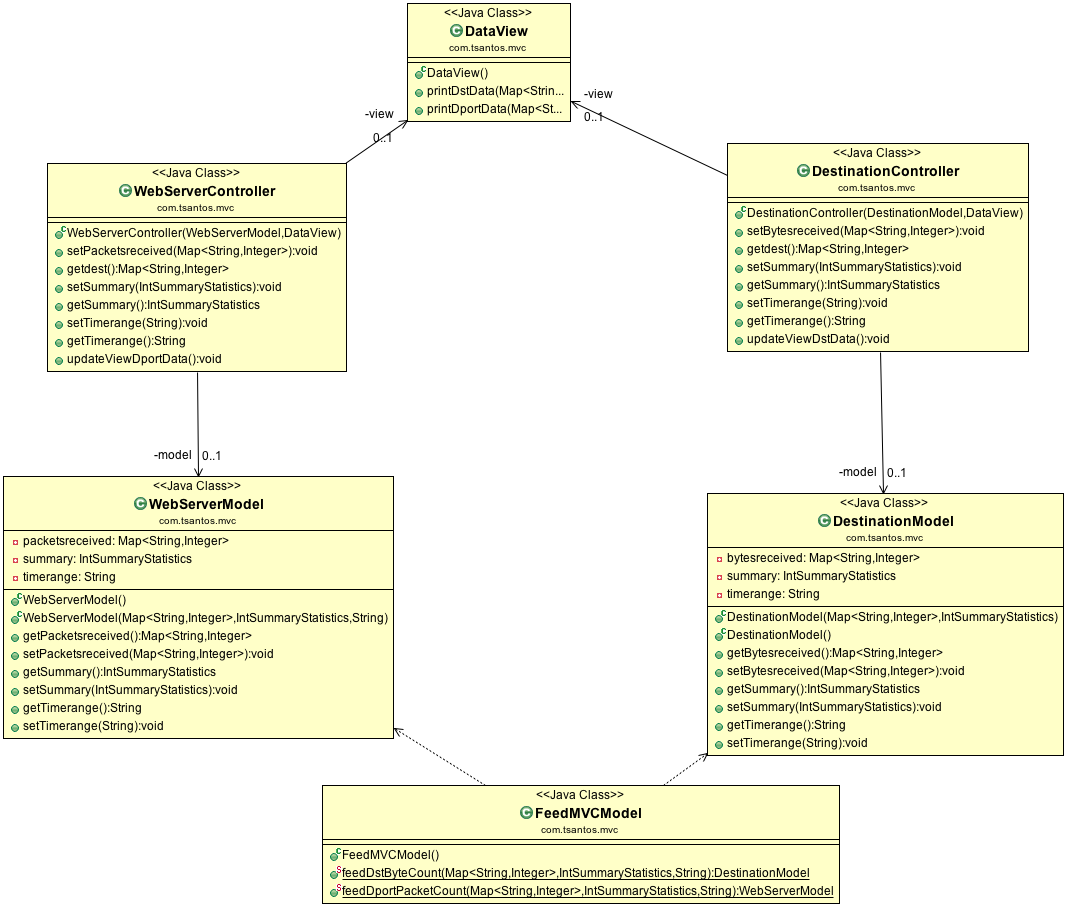 <<Java Class>>
DataView
com.tsantos.mvc
DataView()
printDstData(Map<Strin...
printDportData(Map<St...
-view
0..1
-view
0..1
<<Java Class>>
WebServerController
com.tsantos.mvc
WebServerController(WebServerModel,DataView)
setPacketsreceived(Map<String,Integer>):void
getdest():Map<String,Integer>
setSummary(IntSummaryStatistics):void
getSummary():IntSummaryStatistics
setTimerange(String):void
getTimerange():String
updateViewDportData():void
<<Java Class>>
DestinationController
com.tsantos.mvc
DestinationController(DestinationModel,DataView)
setBytesreceived(Map<String,Integer>):void
getdest():Map<String,Integer>
setSummary(IntSummaryStatistics):void
getSummary():IntSummaryStatistics
setTimerange(String):void
getTimerange():String
updateViewDstData():void
-model 0..1
-model 0..1
<<Java Class>>
WebServerModel
com.tsantos.mvc
packetsreceived: Map<String,Integer>
summary: IntSummaryStatistics
timerange: String
WebServerModel()
WebServerModel(Map<String,Integer>,IntSummaryStatistics,String)
getPacketsreceived():Map<String,Integer>
setPacketsreceived(Map<String,Integer>):void
getSummary():IntSummaryStatistics
setSummary(IntSummaryStatistics):void
getTimerange():String
setTimerange(String):void
<<Java Class>>
DestinationModel
com.tsantos.mvc
bytesreceived: Map<String,Integer>
summary: IntSummaryStatistics
timerange: String
DestinationModel(Map<String,Integer>,IntSummaryStatistics)
DestinationModel()
getBytesreceived():Map<String,Integer>
setBytesreceived(Map<String,Integer>):void
getSummary():IntSummaryStatistics
setSummary(IntSummaryStatistics):void
getTimerange():String
setTimerange(String):void
<<Java Class>>
FeedMVCModel
com.tsantos.mvc
FeedMVCModel()
feedDstByteCount(Map<String,Integer>,IntSummaryStatistics,String):DestinationModel
feedDportPacketCount(Map<String,Integer>,IntSummaryStatistics,String):WebServerModel